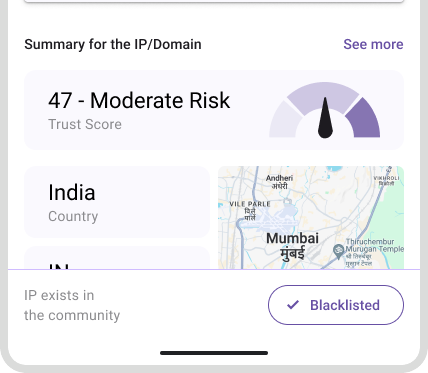 Summary for the IP/Domain
See more
47 - Moderate Risk
Trust Score
India
Country
IN
Andheri
अंधेरी
VIKHROLI
विक्रोळी
VILE PARLE
विले
पार्ले
Mumbai
मुंबई
Thiruchembur
Murugan Temple
IP exists in
the community
Blacklisted